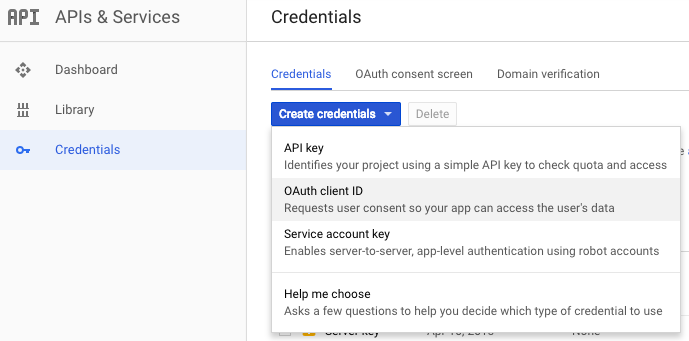 API APIs & Services
Credentials
Dashboard
Library
Credentials
Credentials OAuth consent screen Domain verification
Create credentials Delete
API key
Identifies your project using a simple API key to check quota and access
OAuth client ID
Requests user consent so your app can access the user's data
Service account key
Enables server-to-server, app-level authentication using robot accounts
Help me choose
Asks a few questions to help you decide which type of credential to use